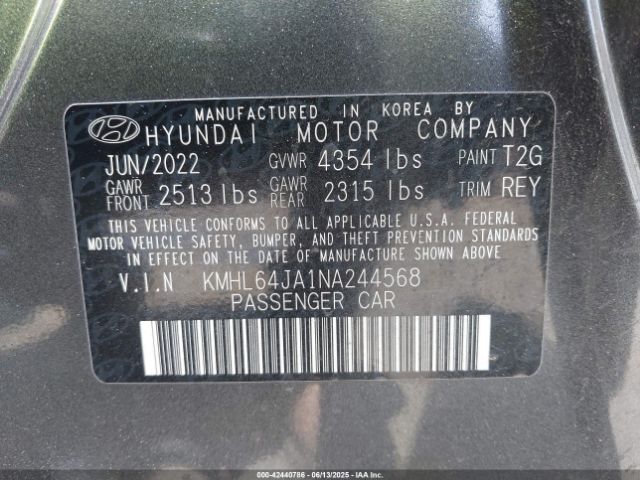 MANUFACTURED IN KOREA BY
HYUNDAI MOTOR COMPANY
JUN/2022 GVWR 4354 lbs PAINT T2G
GAWR FRONT 2513 lbs GAWR REAR 2315 lbs TRIM REY
THIS VEHICLE CONFORMS TO ALL APPLICABLE U.S.A. FEDERAL
MOTOR VEHICLE SAFETY, BUMPER, AND THEFT PREVENTION STANDARDS
IN EFFECT ON THE DATE OF MANUFACTURE SHOWN ABOVE.
V.I.N KMHL64JA1NA244568
PASSENGER CAR
000-42440786 - 06/13/2025 - IAAI Copart, Inc.